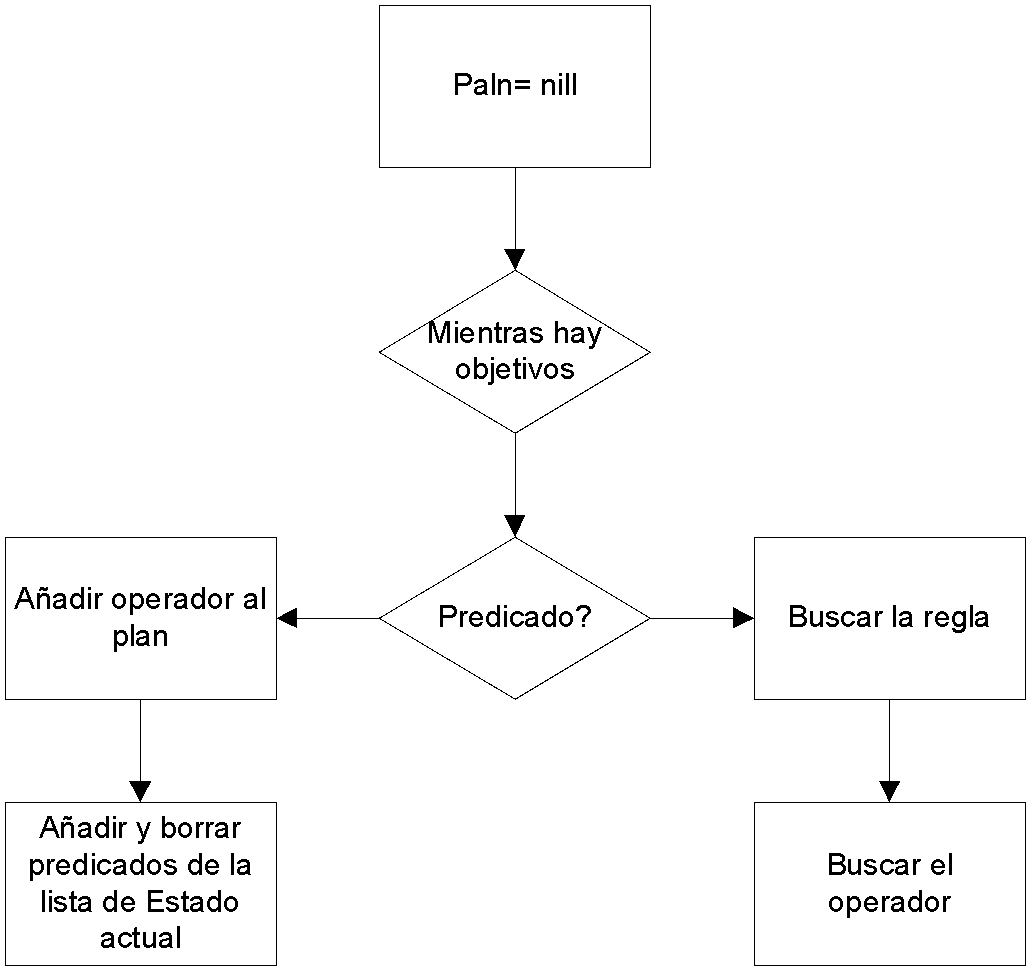 Paln= nill
Mientras hay
objetivos
Añadir operador al
plan
Predicado?
Buscar la regla
Añadir y borrar
predicados de la
lista de Estado
actual
Buscar el
operador